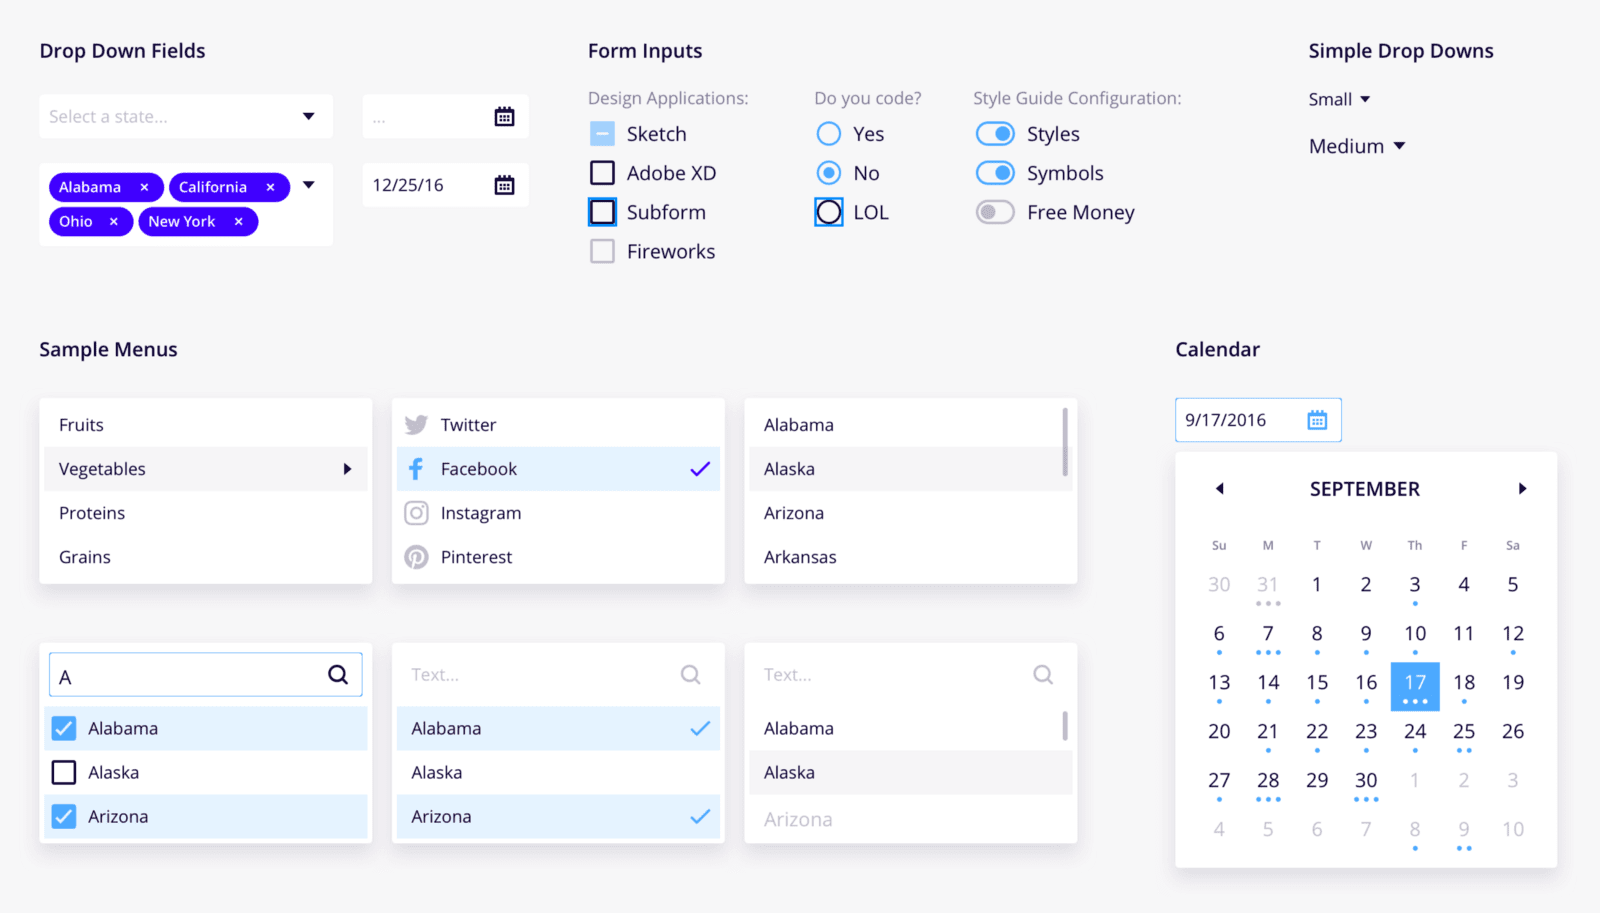 Drop Down Fields
Select a state...
...
Alabama × California ×
Ohio × New York ×
12/25/16
Form Inputs
Design Applications:
Sketch
Adobe XD
Subform
Fireworks
Do you code?
Yes
No
LOL
Style Guide Configuration:
Styles
Symbols
Free Money
Simple Drop Downs
Small
Medium
Sample Menus
Fruits
Vegetables
Proteins
Grains
Twitter
Facebook
Instagram
Pinterest
Alabama
Alaska
Arizona
Arkansas
A
Alabama
Alaska
Arizona
Text...
Alabama
Alaska
Arizona
Text...
Alabama
Alaska
Arizona
Calendar
9/17/2016
SEPTEMBER
Su M T W Th F Sa
30 31 1 2 3 4 5
6 7 8 9 10 11 12
13 14 15 16 17 18 19
20 21 22 23 24 25 26
27 28 29 30 1 2 3
4 5 6 7 8 9 10